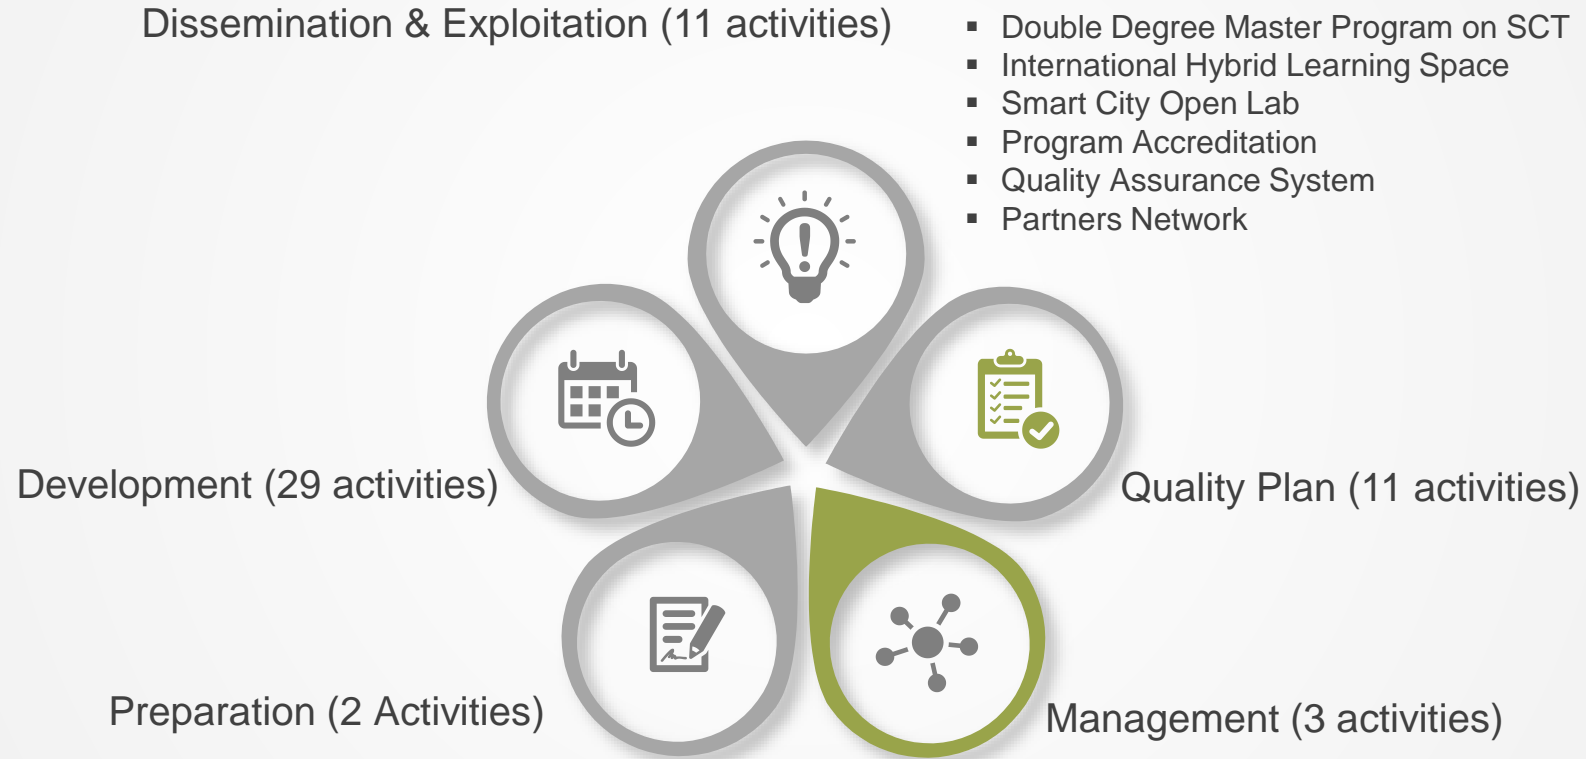 Dissemination & Exploitation (11 activities)
▪ Double Degree Master Program on SCT
▪ International Hybrid Learning Space
▪ Smart City Open Lab
▪ Program Accreditation
▪ Quality Assurance System
▪ Partners Network
Development (29 activities)
Quality Plan (11 activities)
Preparation (2 Activities)
Management (3 activities)